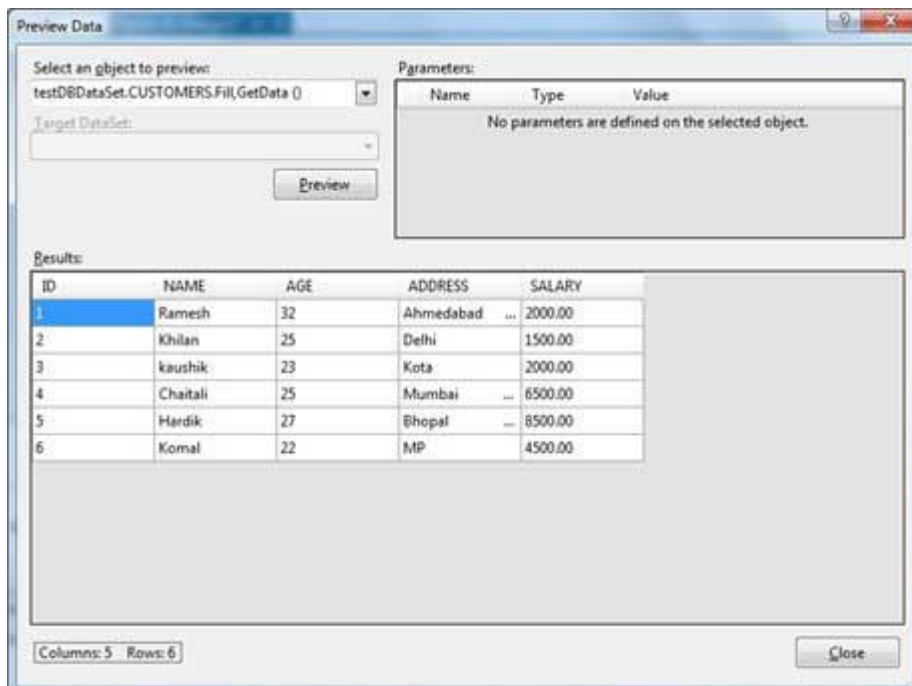 Preview Data
Select an object to preview:
testDBDataSet.CUSTOMERS.Fill,GetData ()
Target DataSet:
Preview
Parameters:
Name Type Value
No parameters are defined on the selected object.
Results:
ID NAME AGE ADDRESS SALARY
1 Ramesh 32 Ahmedabad ... 2000.00
2 Khilan 25 Delhi 1500.00
3 kaushik 23 Kota 2000.00
4 Chaitali 25 Mumbai ... 6500.00
5 Hardik 27 Bhopal ... 8500.00
6 Komal 22 MP 4500.00
Columns: 5 Rows: 6
Close